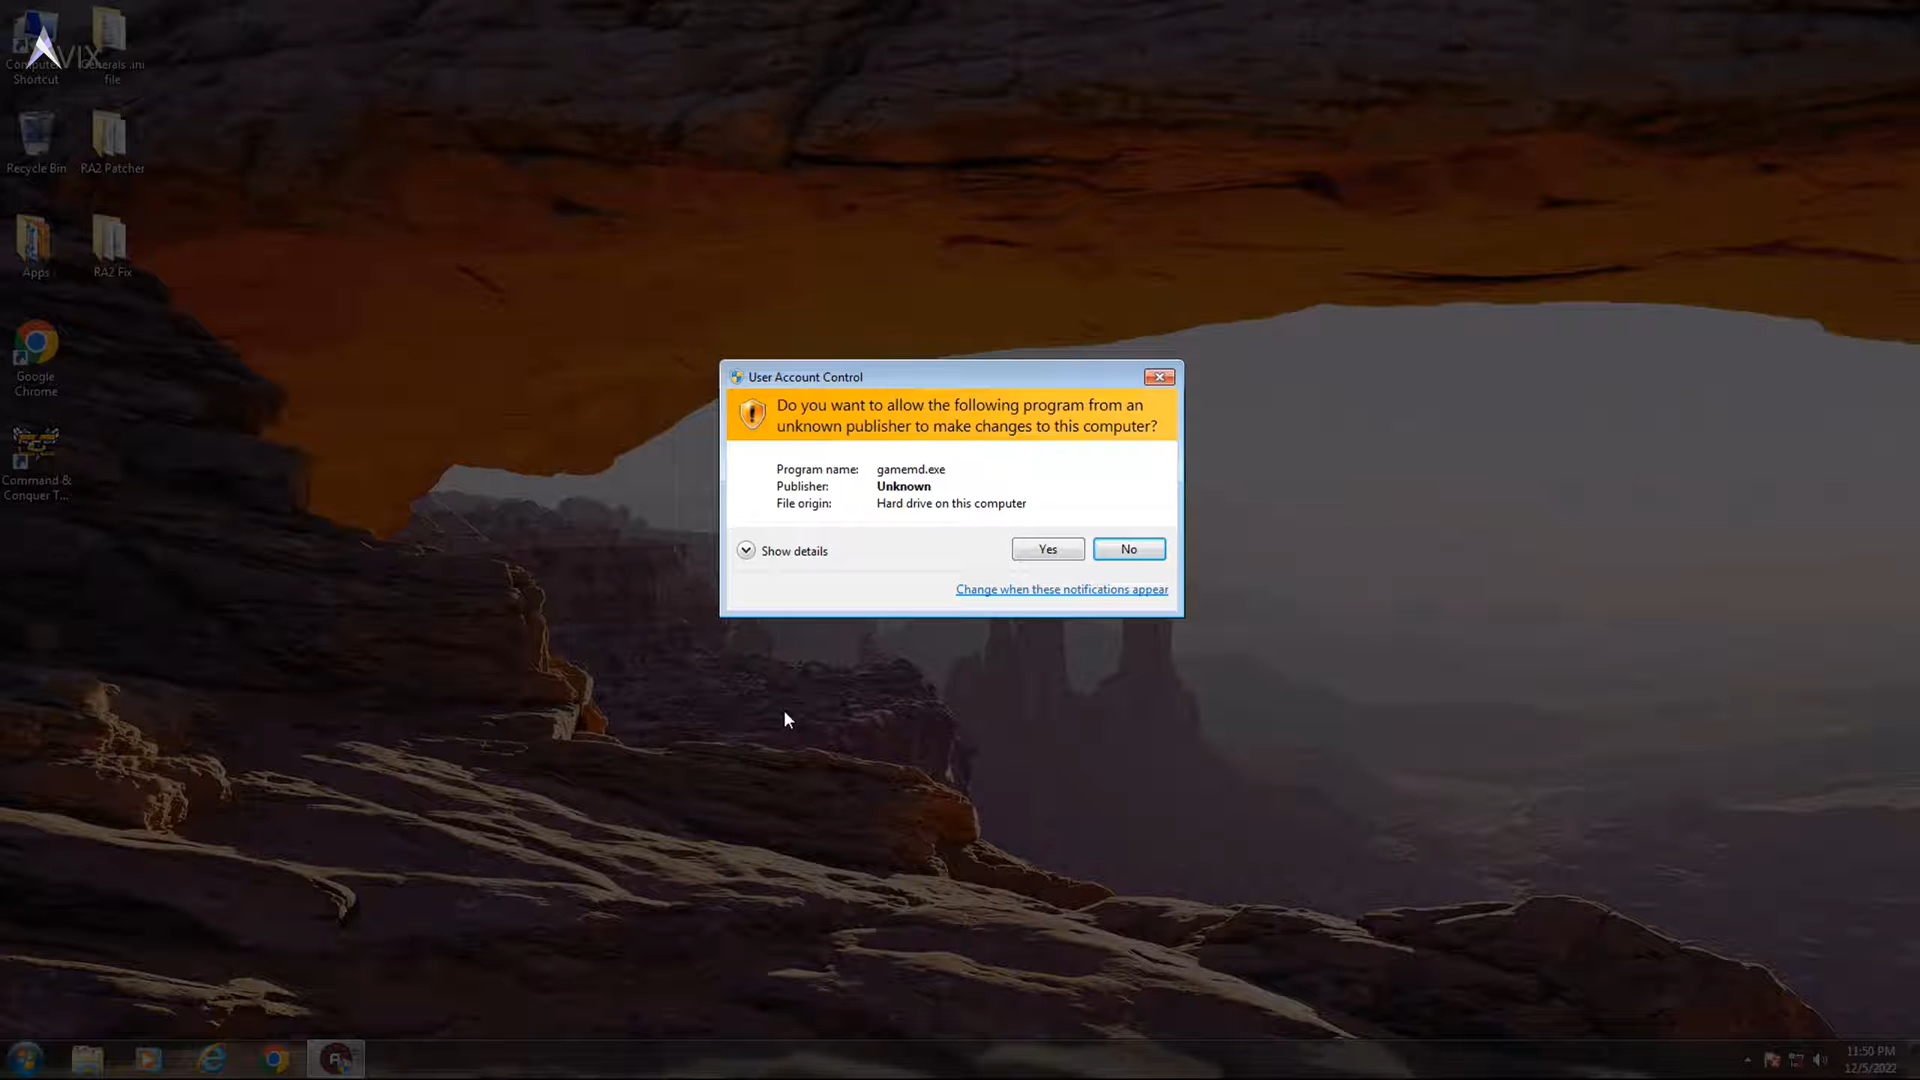 VIX
Shortcut
Generals .ini
file
Recycle Bin
RA2 Patcher
Apps
RA2 Fix
Google
Chrome
Command &
Conquer T...
User Account Control
Do you want to allow the following program from an
unknown publisher to make changes to this computer?
Program name: gamemd.exe
Publisher: Unknown
File origin: Hard drive on this computer
Show details
Yes
No
Change when these notifications appear
11:50 PM
12/5/2022